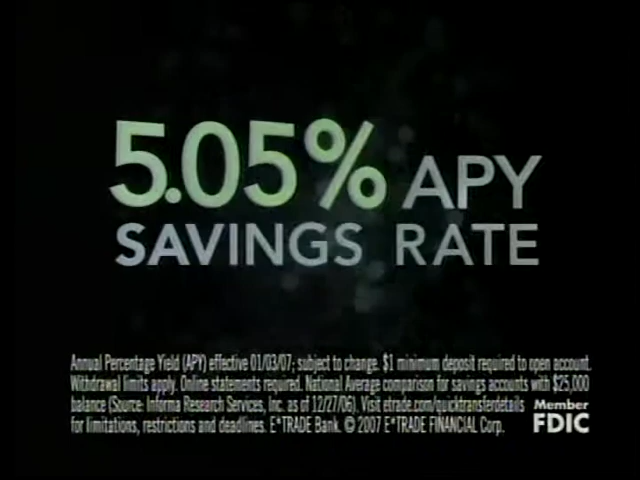 5.05% APY
SAVINGS RATE
Annual Percentage Yield (APY) effective 01/03/07; subject to change. $1 minimum deposit required to open account.
Withdrawal limits apply. Online statements required. National Average comparison for savings accounts with $25,000
balance (Source: Informa Research Services, Inc. as of 12/27/06). Visit etrade.com/quicktransferdetails
for limitations, restrictions and deadlines. E*TRADE Bank. © 2007 E*TRADE FINANCIAL Corp.
Member
FDIC